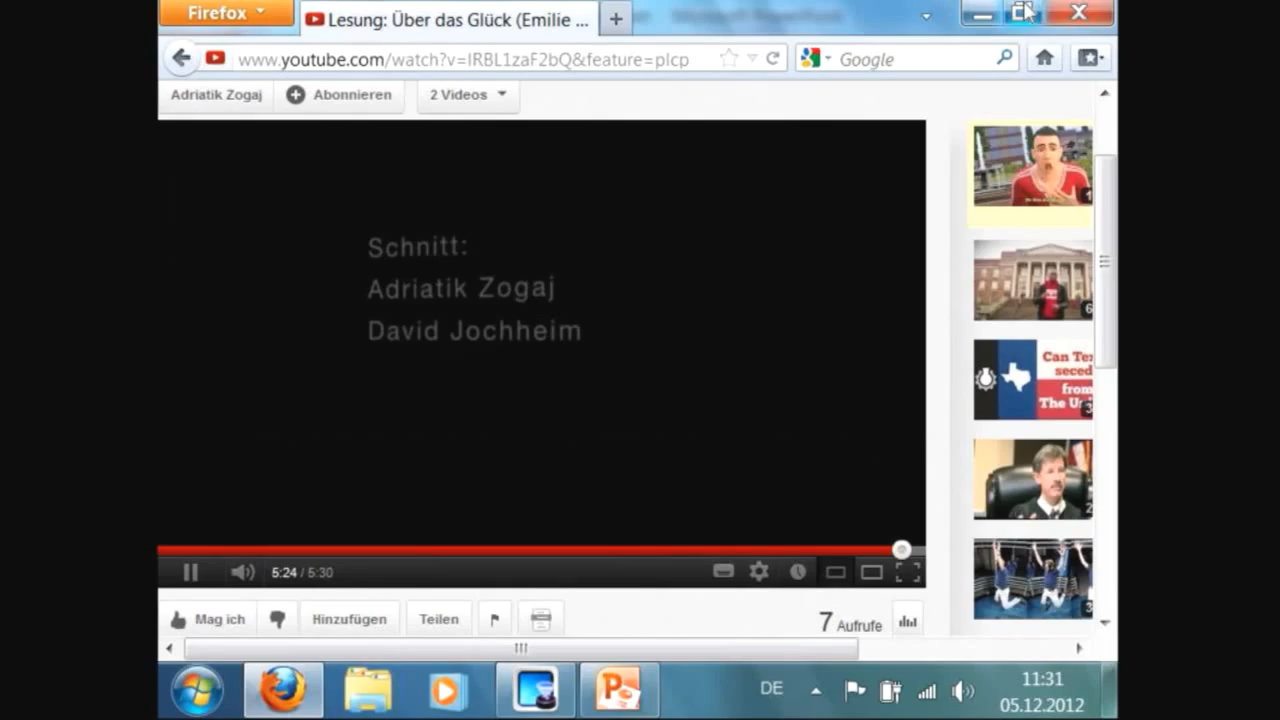 Firefox
Lesung: Über das Glück (Emilie ...
www.youtube.com/watch?v=IRBL1zaF2bQ&feature=plcp
Google
Adriatik Zogaj
Abonnieren
2 Videos
Schnitt:
Adriatik Zogaj
David Jochheim
Can Tex
seced
from
The Un
5:24 / 5:30
Mag ich
Hinzufügen
Teilen
7 Aufrufe
DE
11:31
05.12.2012